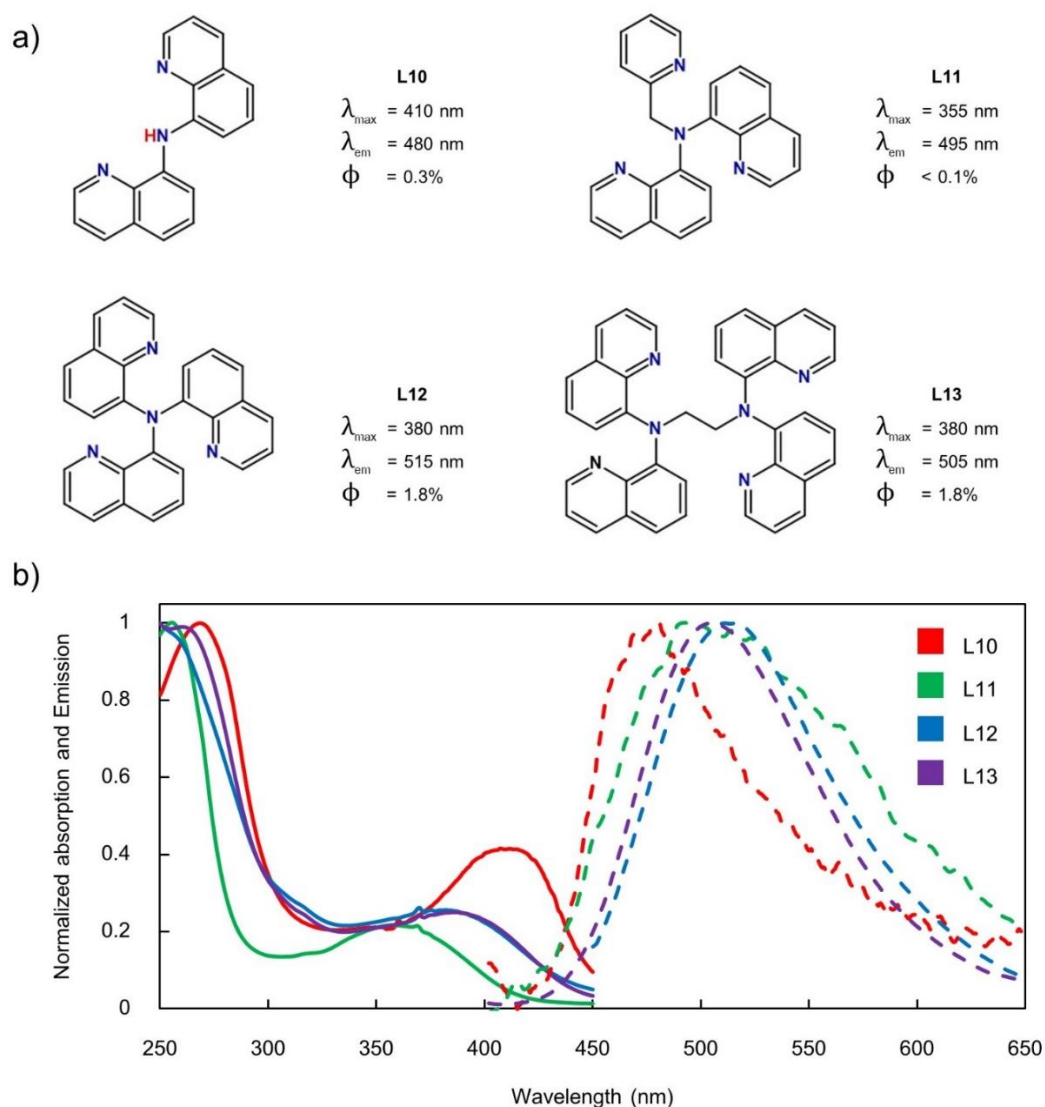 a)
L10
λmax = 410 nm
λem = 480 nm
ϕ = 0.3%
N
HN
N
L11
λmax = 355 nm
λem = 495 nm
ϕ < 0.1%
N
N
N
N
L12
λmax = 380 nm
λem = 515 nm
ϕ = 1.8%
N
N
N
N
L13
λmax = 380 nm
λem = 505 nm
ϕ = 1.8%
N
N
N
N
N
N
b)
Normalized absorption and Emission
1
0.8
0.6
0.4
0.2
0
L10
L11
L12
L13
250 300 350 400 450 500 550 600 650
Wavelength (nm)